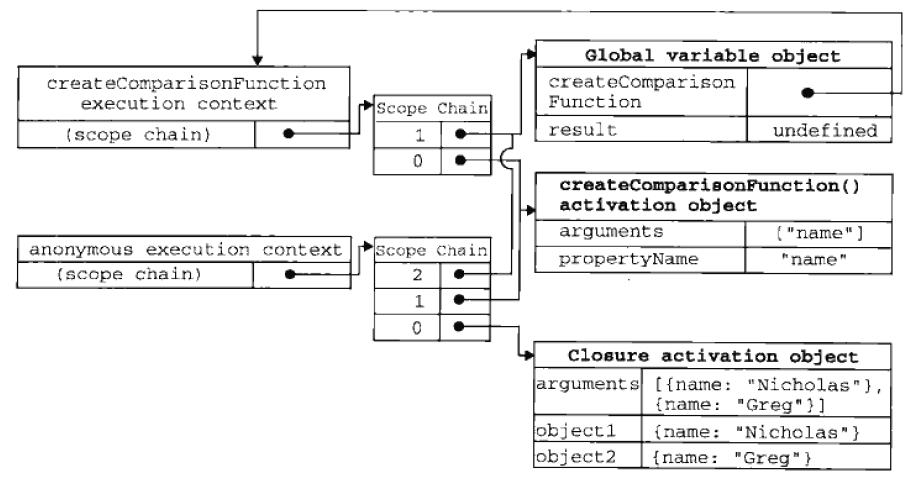 Global variable object
createComparison
Function
result undefined
createComparisonFunction
execution context
(scope chain)
Scope Chain
1
0
createComparisonFunction()
activation object
arguments ["name"]
propertyName "name"
anonymous execution context
(scope chain)
Scope Chain
2
1
0
Closure activation object
arguments [{name: "Nicholas"},
{name: "Greg"}]
object1 {name: "Nicholas"}
object2 {name: "Greg"}